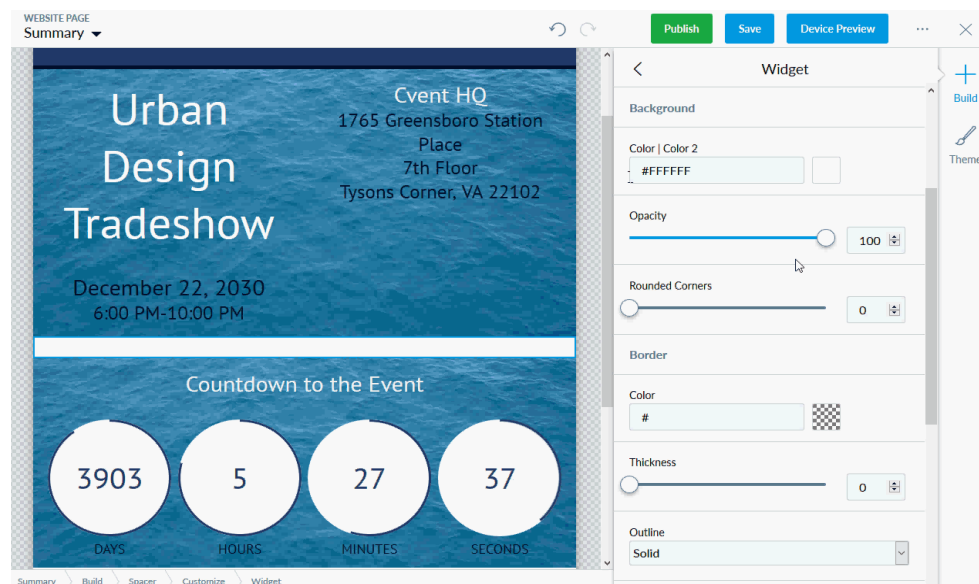 WEBSITE PAGE
Summary
Publish
Save
Device Preview
Urban
Design
Tradeshow
December 22, 2030
6:00 PM-10:00 PM
Cvent HQ
1765 Greensboro Station
Place
7th Floor
Tysons Corner, VA 22102
Countdown to the Event
3903 5 27 37
DAYS HOURS MINUTES SECONDS
Widget
Background
Color | Color 2
#FFFFFF
Opacity
100
Rounded Corners
0
Border
Color
#
Thickness
0
Outline
Solid
Build
Theme
Summary Build Spacer Customize Widget